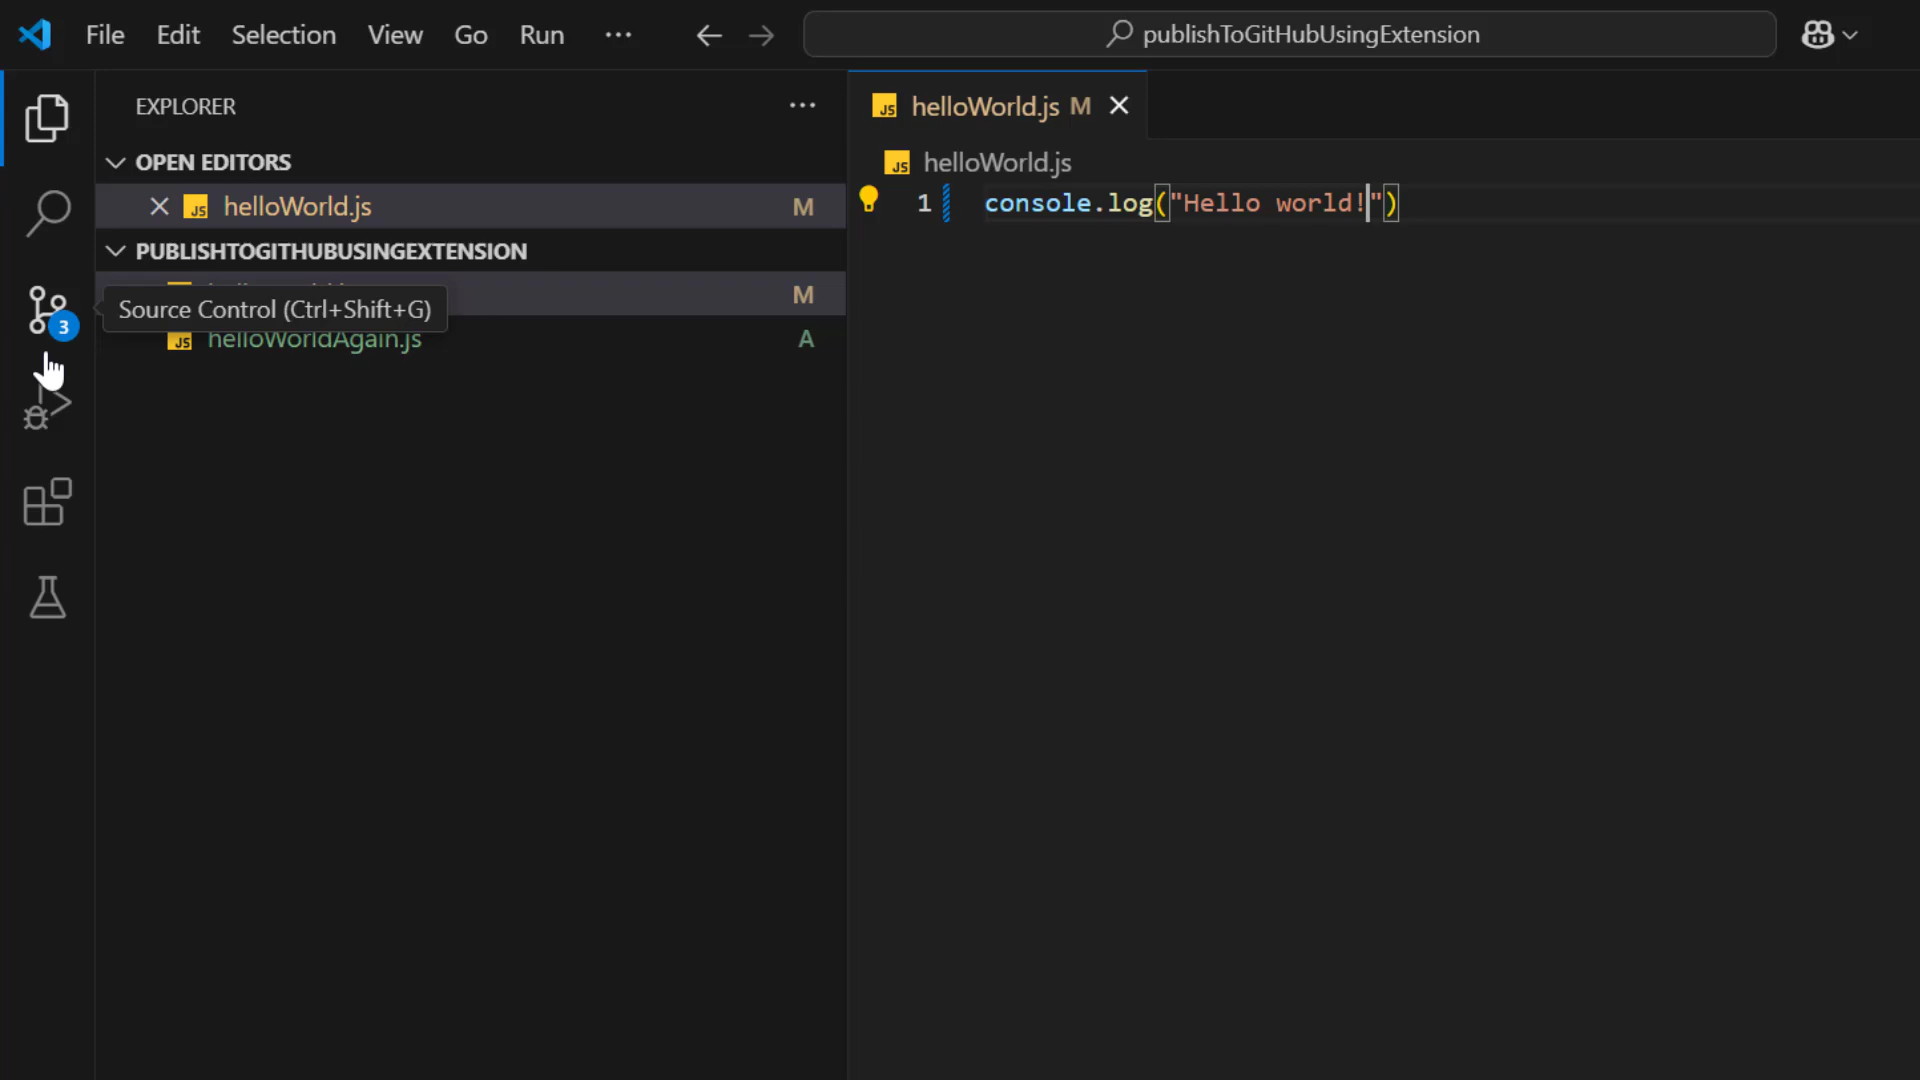 File Edit Selection View Go Run ··· publishToGitHubUsingExtension
EXPLORER ···
OPEN EDITORS
helloWorld.js M
PUBLISHTOGITHUBUSINGEXTENSION
M
Source Control (Ctrl+Shift+G)
3
helloWorldAgain.js A
helloWorld.js M
helloWorld.js
1 console.log("Hello world!")